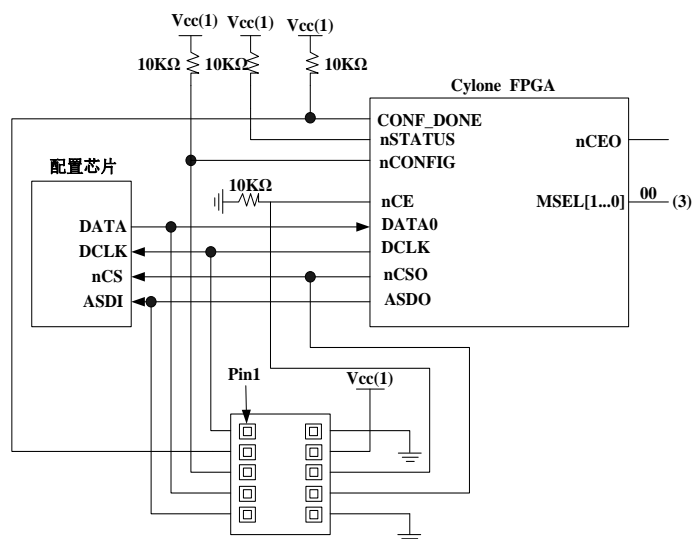 Vcc(1) Vcc(1) Vcc(1)
10KΩ 10KΩ 10KΩ
Cylone FPGA
CONF_DONE
nSTATUS nCEO
nCONFIG
配置芯片
10KΩ
nCE MSEL[1...0] 00 (3)
DATA DATA0
DCLK DCLK
nCS nCSO
ASDI ASDO
Pin1 Vcc(1)